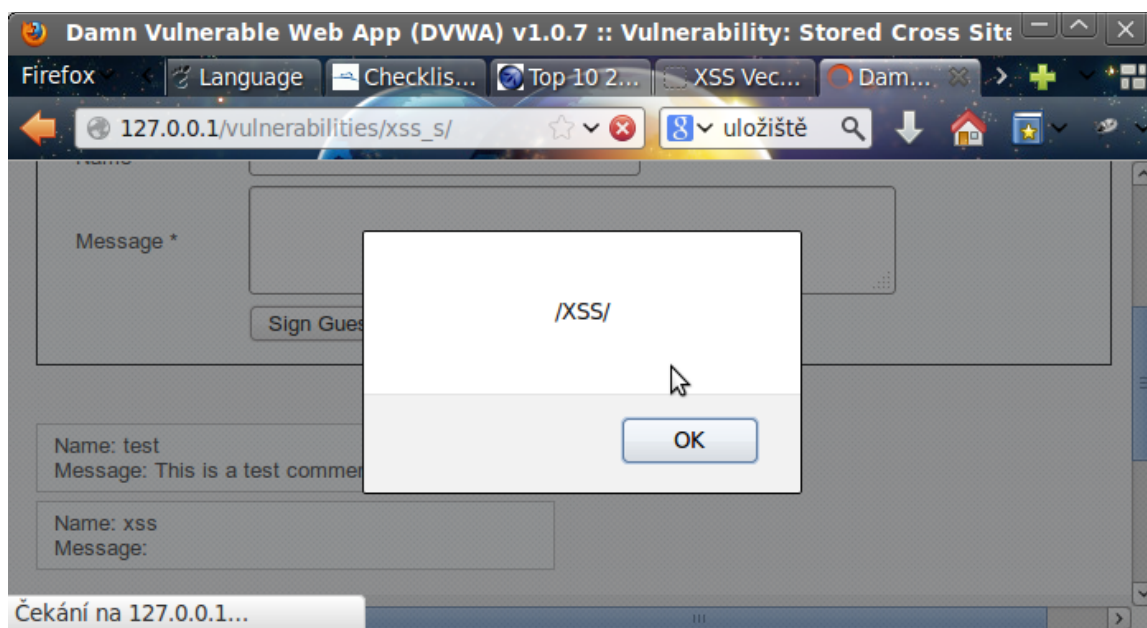 Damn Vulnerable Web App (DVWA) v1.0.7 :: Vulnerability: Stored Cross Site
Firefox Language Checklis... Top 10 2... XSS Vec... Dam...
127.0.0.1/vulnerabilities/xss_s/ 8 uložiště
Name
Message *
/XSS/
Sign Gues
OK
Name: test
Message: This is a test commen
Name: xss
Message:
Čekání na 127.0.0.1...